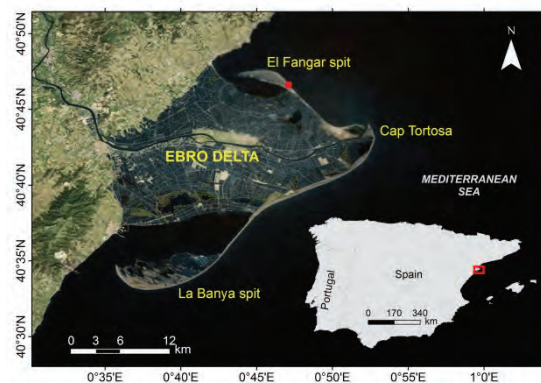 40°50'N
40°45'N
40°40'N
40°35'N
40°30'N
El Fangar spit
N
Cap Tortosa
EBRO DELTA
MEDITERRANEAN
SEA
La Banya spit
Portugal
Spain
0 170 340
km
0 3 6 12
km
0°35'E 0°40'E 0°45'E 0°50'E 0°55'E 1°0'E